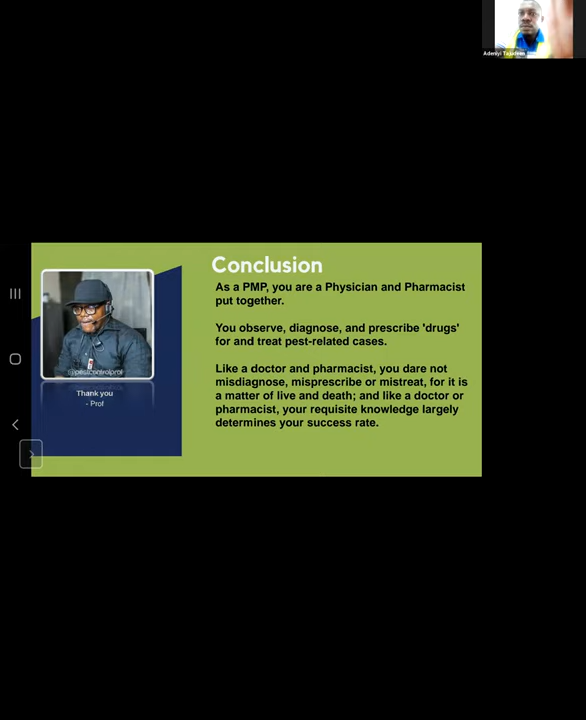 Adeniyi Tajudeen
Conclusion
As a PMP, you are a Physician and Pharmacist
put together.
You observe, diagnose, and prescribe 'drugs'
for and treat pest-related cases.
Like a doctor and pharmacist, you dare not
misdiagnose, misprescribe or mistreat, for it is
a matter of live and death; and like a doctor or
pharmacist, your requisite knowledge largely
determines your success rate.
@pestcontrolprof
Thank you
- Prof